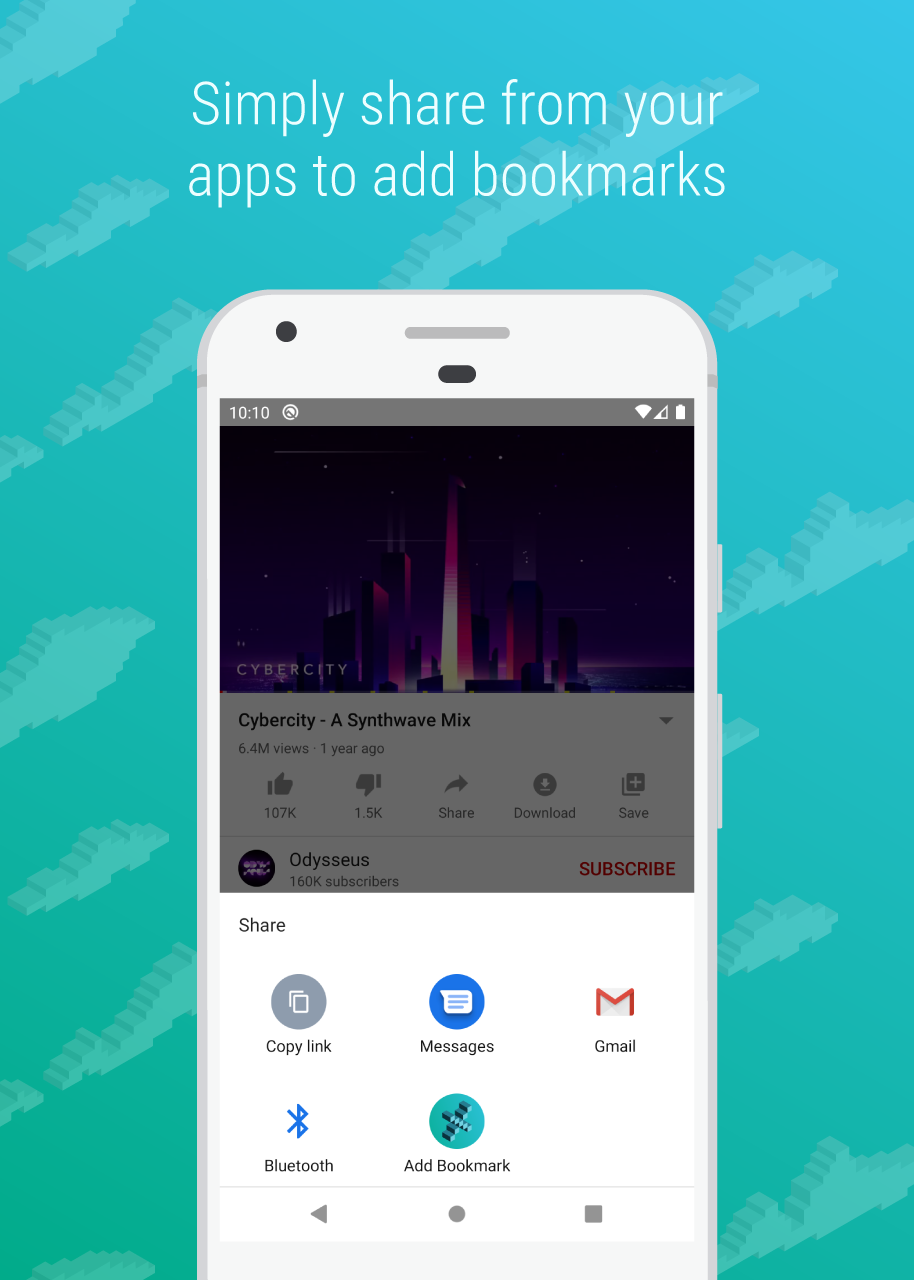 Simply share from your
apps to add bookmarks
10:10
CYBERCITY
Cybercity - A Synthwave Mix
6.4M views · 1 year ago
107K 1.5K Share Download Save
Odysseus
160K subscribers
SUBSCRIBE
Share
Copy link Messages Gmail
Bluetooth Add Bookmark